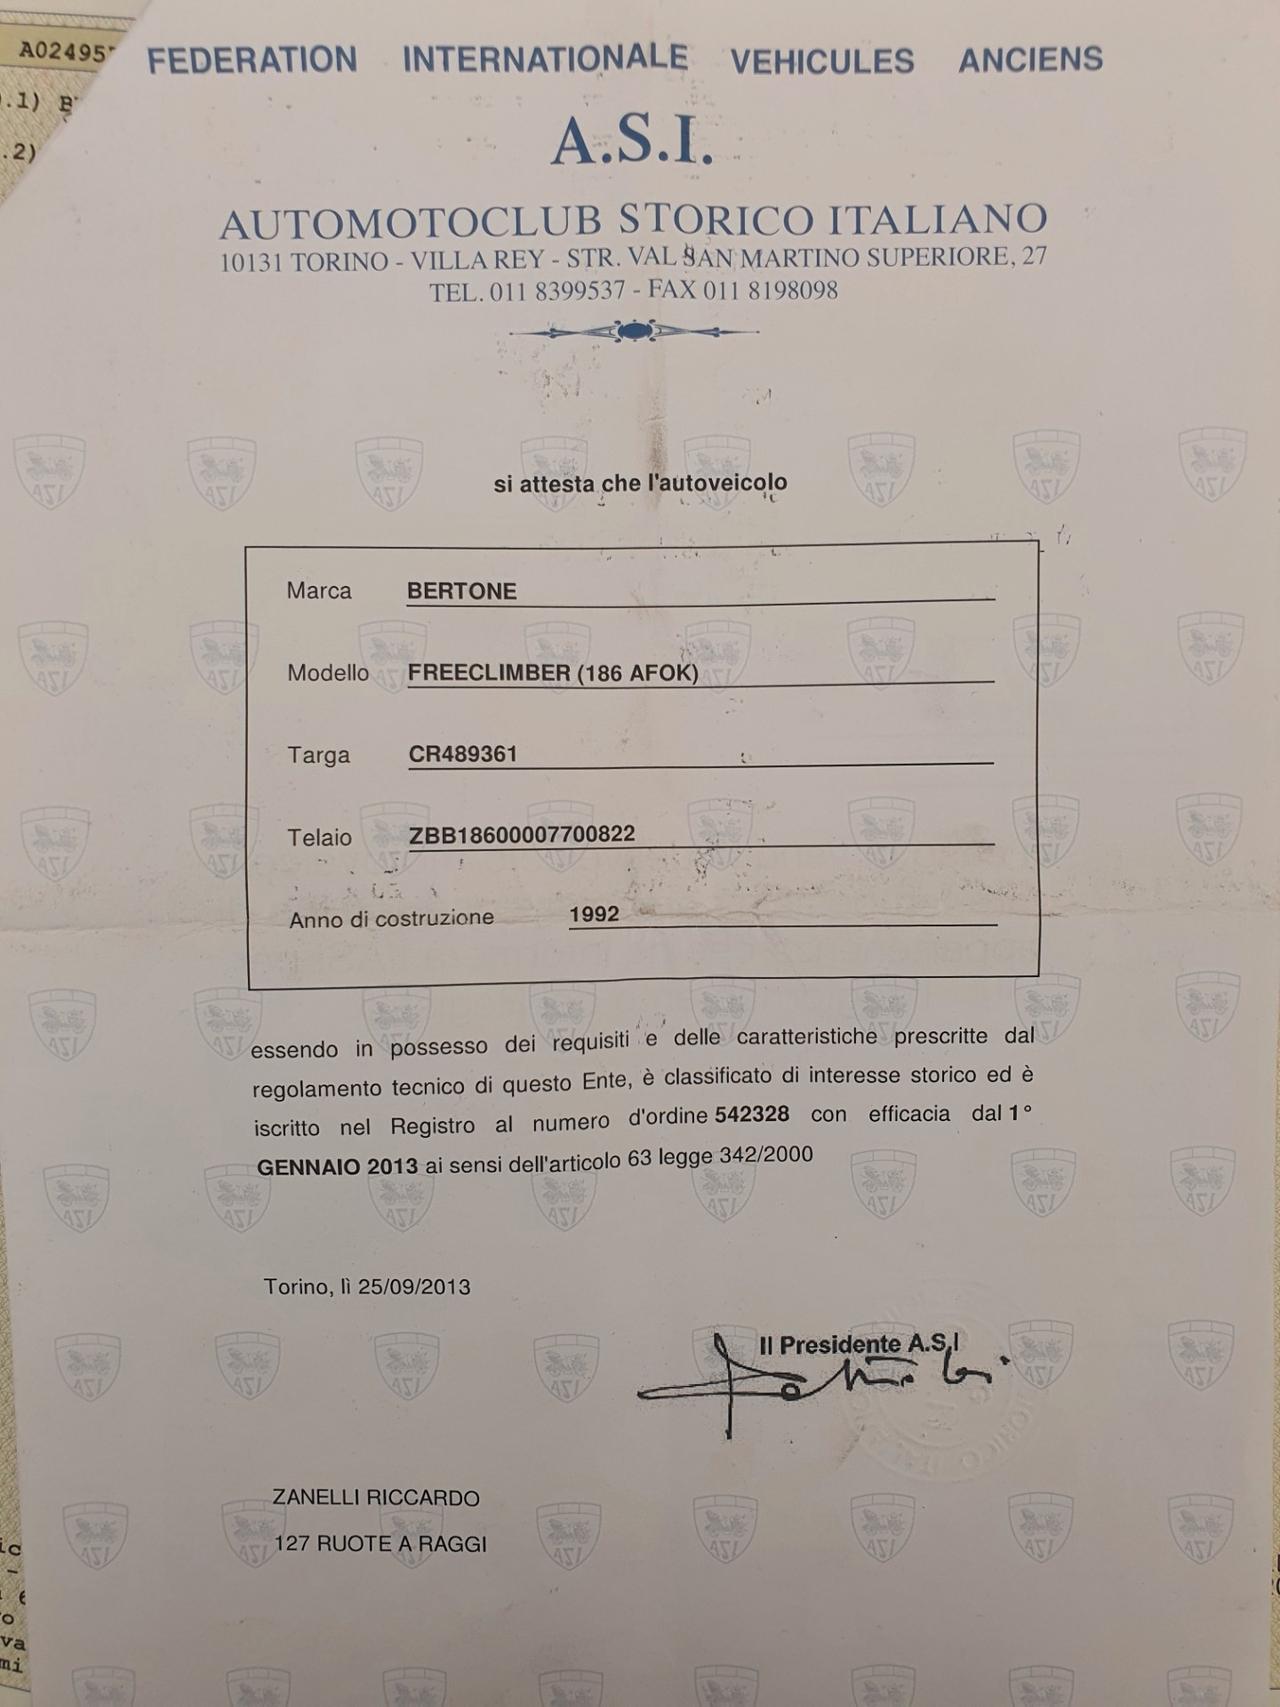 A02495
FEDERATION INTERNATIONALE VEHICULES ANCIENS
.1)
.2)
A.S.I.
AUTOMOTOCLUB STORICO ITALIANO
10131 TORINO - VILLA REY - STR. VAL SAN MARTINO SUPERIORE, 27
TEL. 011 8399537 - FAX 011 8198098
si attesta che l'autoveicolo
Marca BERTONE
Modello FREECLIMBER (186 AFOK)
Targa CR489361
Telaio ZBB18600007700822
Anno di costruzione 1992
essendo in possesso dei requisiti e delle caratteristiche prescritte dal
regolamento tecnico di questo Ente, è classificato di interesse storico ed è
iscritto nel Registro al numero d'ordine 542328 con efficacia dal 1°
GENNAIO 2013 ai sensi dell'articolo 63 legge 342/2000
Torino, lì 25/09/2013
Il Presidente A.S.I
ZANELLI RICCARDO
127 RUOTE A RAGGI